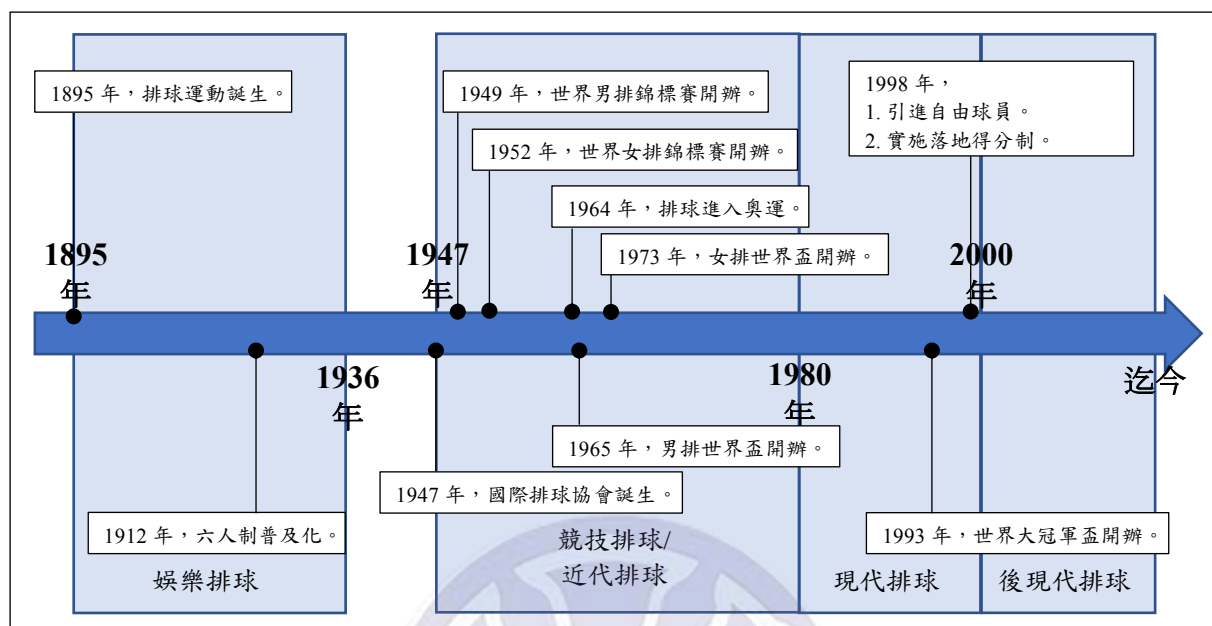 1895 年，排球運動誕生。
1949 年，世界男排錦標賽開辦。
1952 年，世界女排錦標賽開辦。
1964 年，排球進入奧運。
1973 年，女排世界盃開辦。
1998 年，
1. 引進自由球員。
2. 實施落地得分制。
1895
年
1947
年
2000
年
1936
年
1980
年
迄今
1965 年，男排世界盃開辦。
1947 年，國際排球協會誕生。
1912 年，六人制普及化。
1993 年，世界大冠軍盃開辦。
娛樂排球
競技排球/
近代排球
現代排球
後現代排球